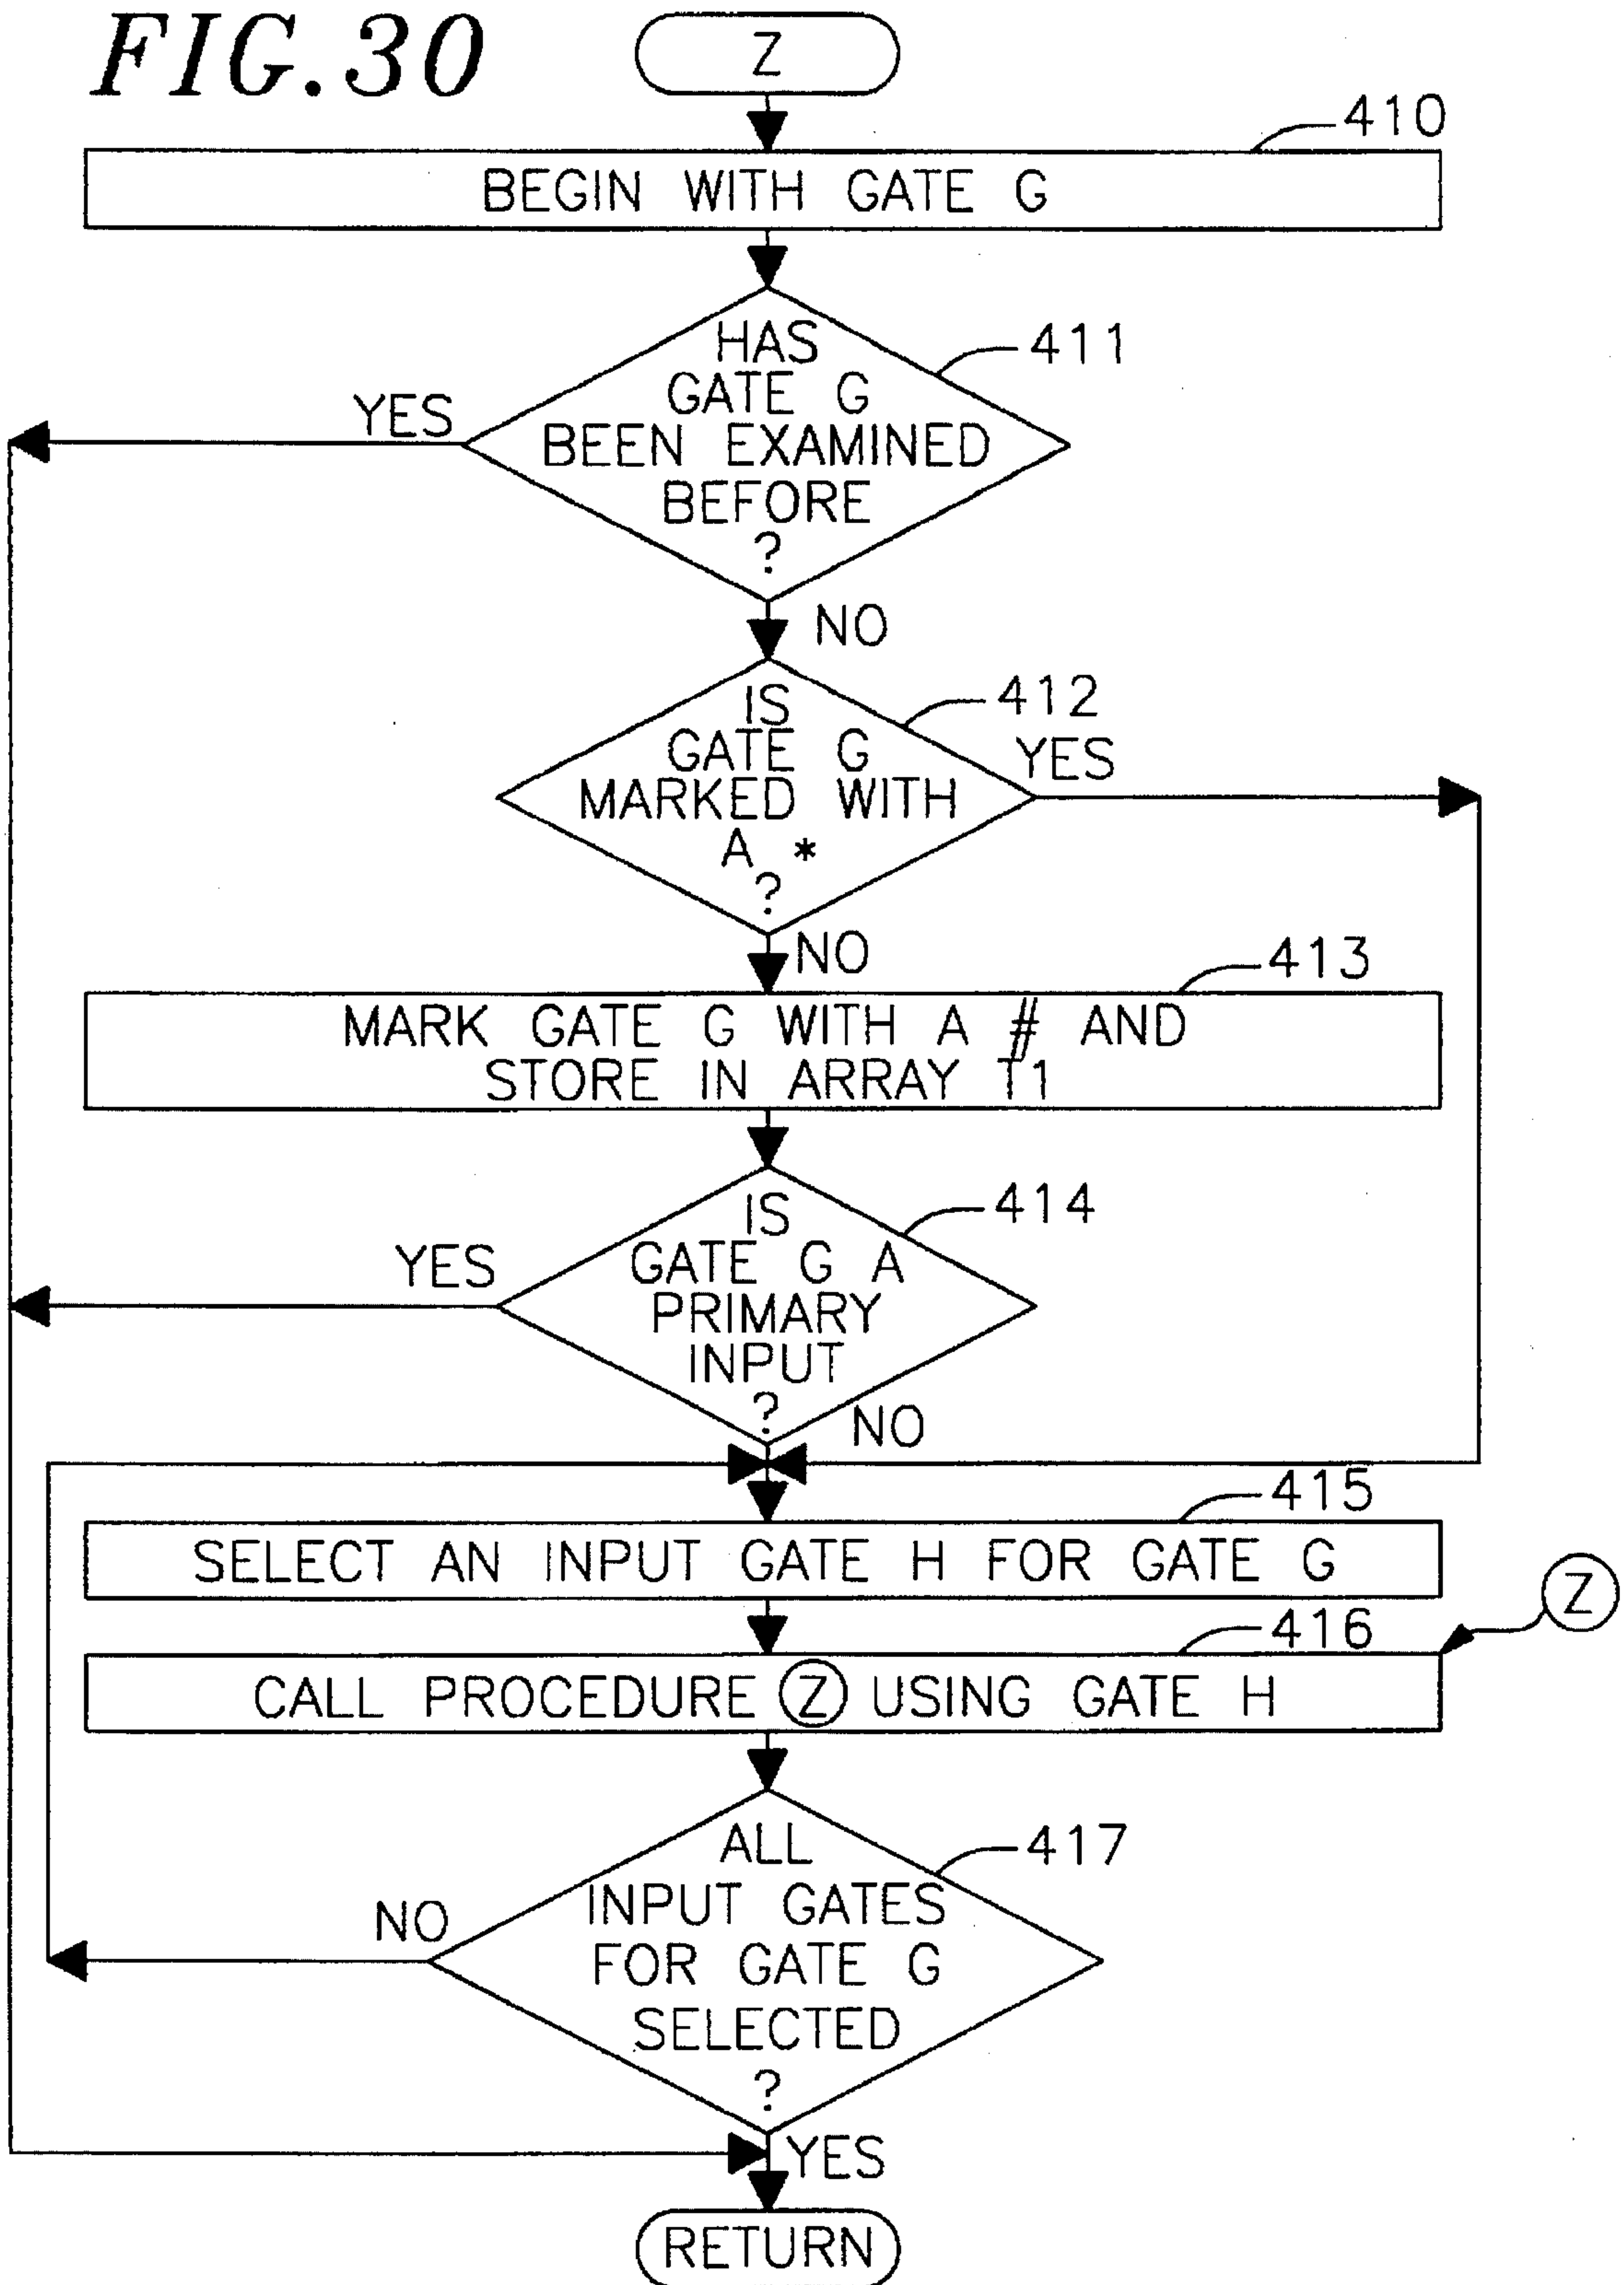 FIG.30
Z
410
BEGIN WITH GATE G
HAS
GATE G
BEEN EXAMINED
BEFORE
?
411
YES
NO
IS
GATE G
MARKED WITH
A *
?
412
YES
NO
413
MARK GATE G WITH A # AND
STORE IN ARRAY T1
IS
GATE G A
PRIMARY
INPUT
?
414
YES
NO
415
SELECT AN INPUT GATE H FOR GATE G
Z
416
CALL PROCEDURE Z USING GATE H
ALL
INPUT GATES
FOR GATE G
SELECTED
?
417
NO
YES
RETURN